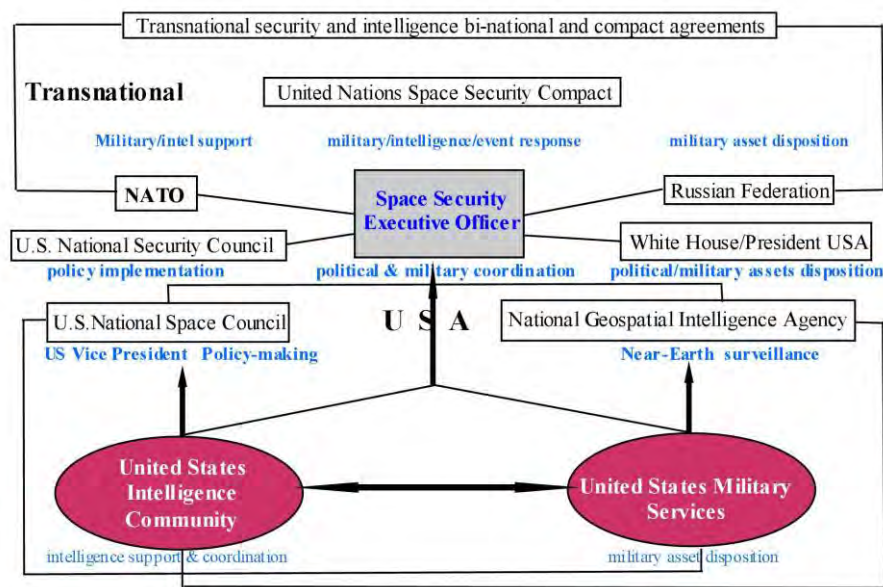 Transnational security and intelligence bi-national and compact agreements
Transnational
United Nations Space Security Compact
Military/intel support
military/intelligence/event response
military asset disposition
NATO
Space Security
Executive Officer
Russian Federation
U.S. National Security Council
White House/President USA
policy implementation
political & military coordination
political/military assets disposition
U.S.National Space Council
U S A
National Geospatial Intelligence Agency
US Vice President Policy-making
Near-Earth surveillance
United States
Intelligence
Community
United States Military
Services
intelligence support & coordination
military asset disposition